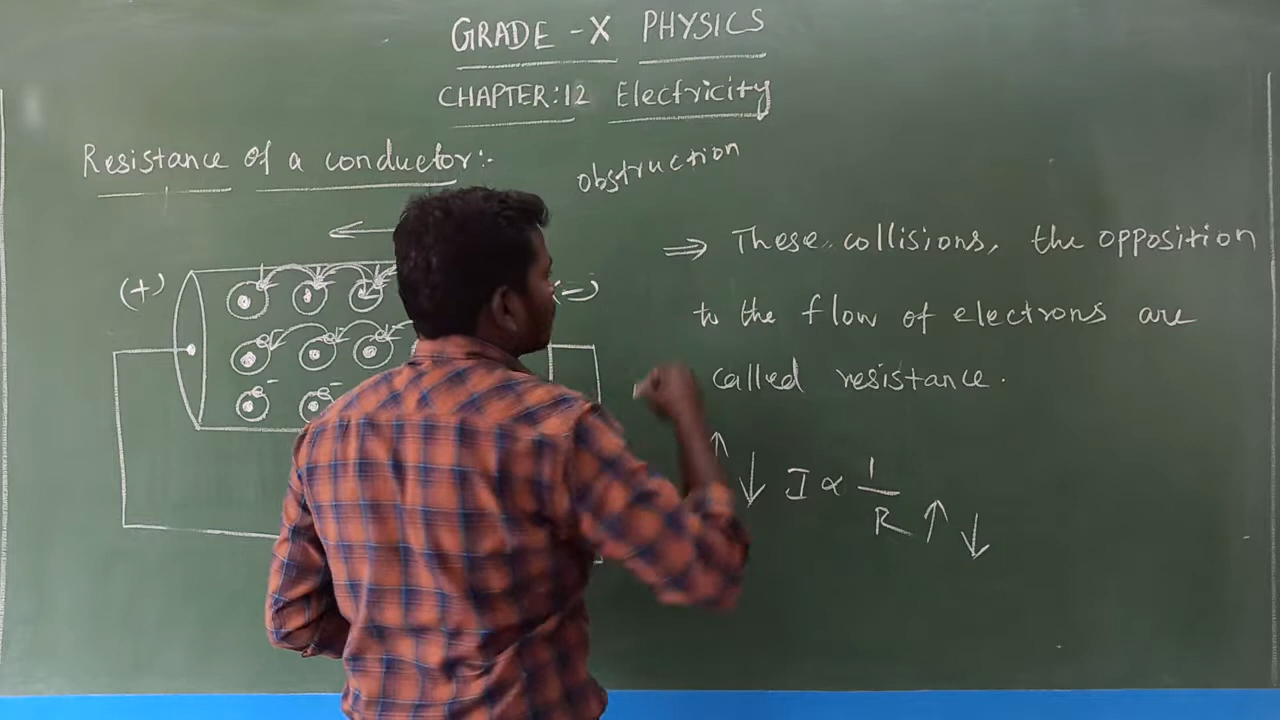 GRADE - X PHYSICS
CHAPTER:12 Electricity
Resistance of a conductor:-
obstruction
(+)
(-)
e⁻ e⁻
⇒ These collisions, the opposition
to the flow of electrons are
called resistance.
↑ ↓ I ∝ 1/R ↑ ↓